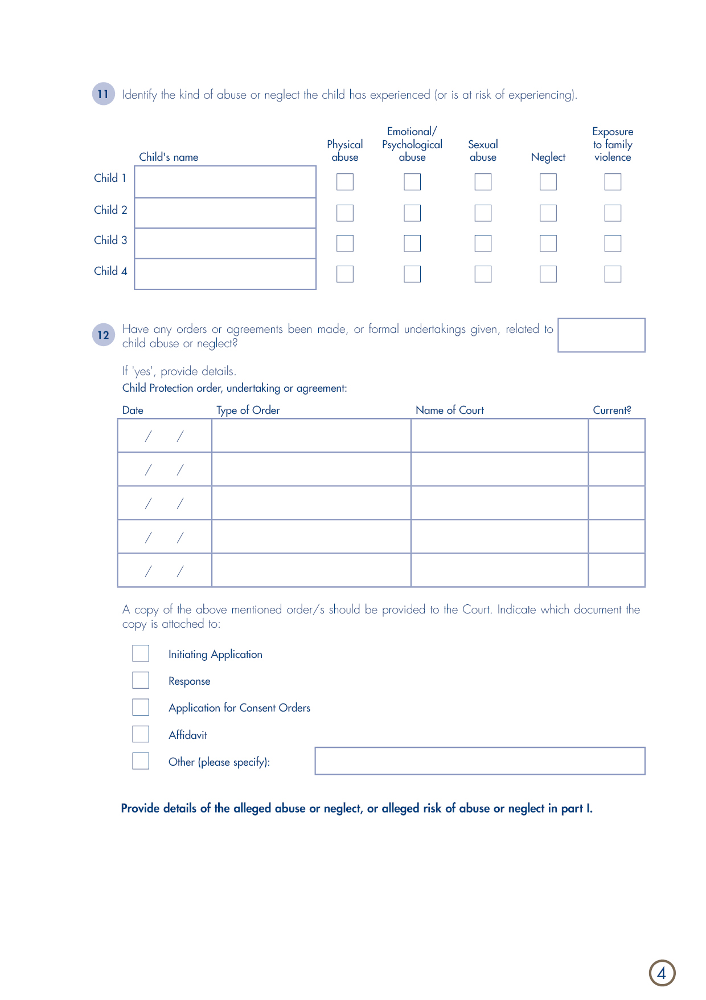 11 Identify the kind of abuse or neglect the child has experienced (or is at risk of experiencing).
Child's name
Physical
abuse
Emotional/
Psychological
abuse
Sexual
abuse
Neglect
Exposure
to family
violence
Child 1
Child 2
Child 3
Child 4
12 Have any orders or agreements been made, or formal undertakings given, related to
child abuse or neglect?
If 'yes', provide details.
Child Protection order, undertaking or agreement:
Date Type of Order Name of Court Current?
/ /
/ /
/ /
/ /
/ /
A copy of the above mentioned order/s should be provided to the Court. Indicate which document the
copy is attached to:
Initiating Application
Response
Application for Consent Orders
Affidavit
Other (please specify):
Provide details of the alleged abuse or neglect, or alleged risk of abuse or neglect in part I.
4